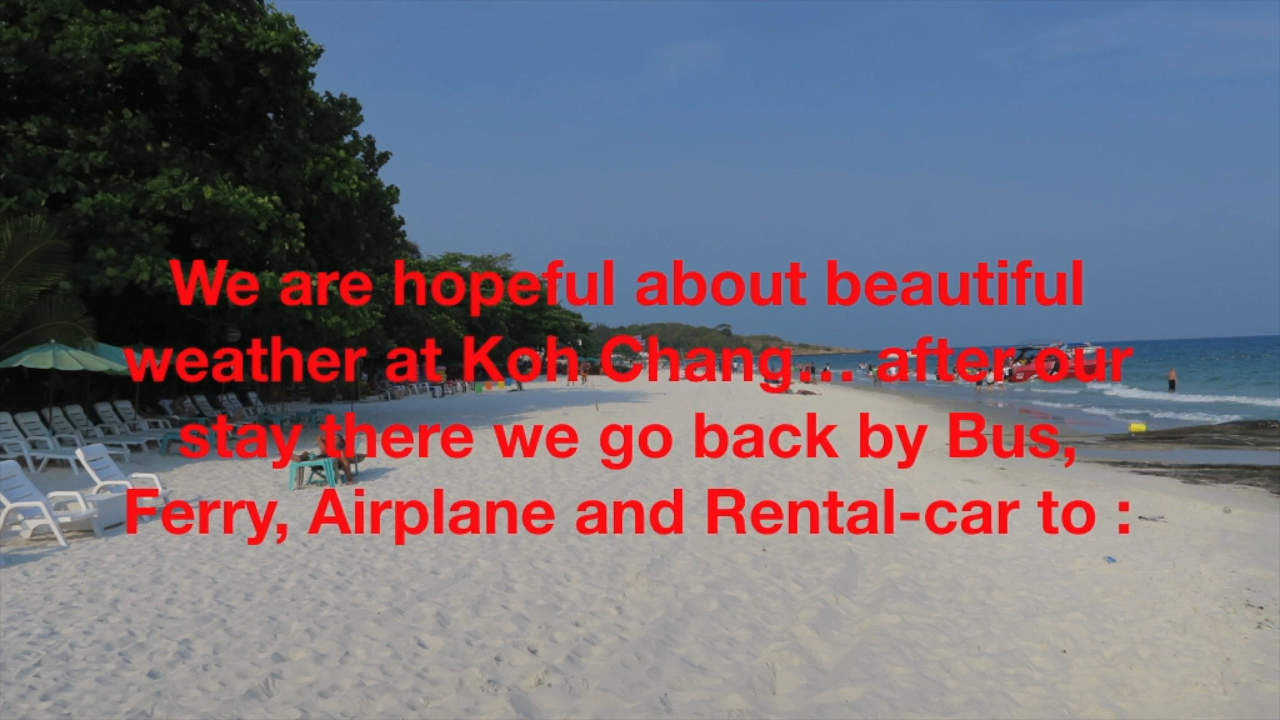 We are hopeful about beautiful
weather at Koh Chang... after our
stay there we go back by Bus,
Ferry, Airplane and Rental-car to :